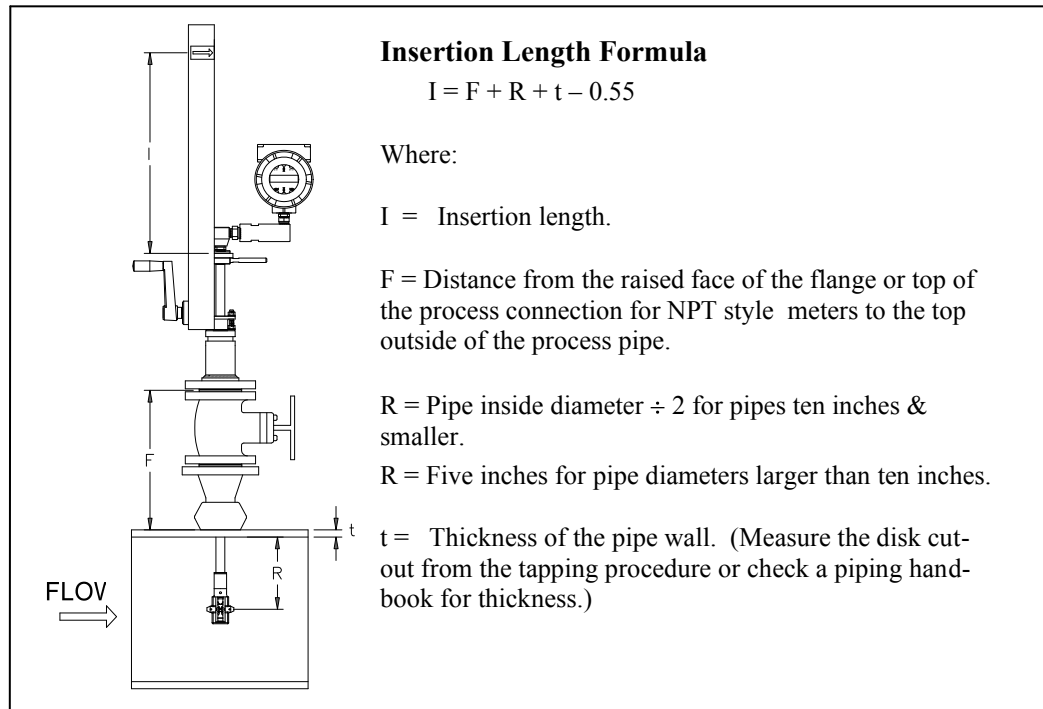 Insertion Length Formula
I = F + R + t – 0.55
Where:
I = Insertion length.
F = Distance from the raised face of the flange or top of
the process connection for NPT style meters to the top
outside of the process pipe.
R = Pipe inside diameter ÷ 2 for pipes ten inches &
smaller.
R = Five inches for pipe diameters larger than ten inches.
t = Thickness of the pipe wall. (Measure the disk cut-
out from the tapping procedure or check a piping hand-
book for thickness.)
I
F
t
R
FLOV